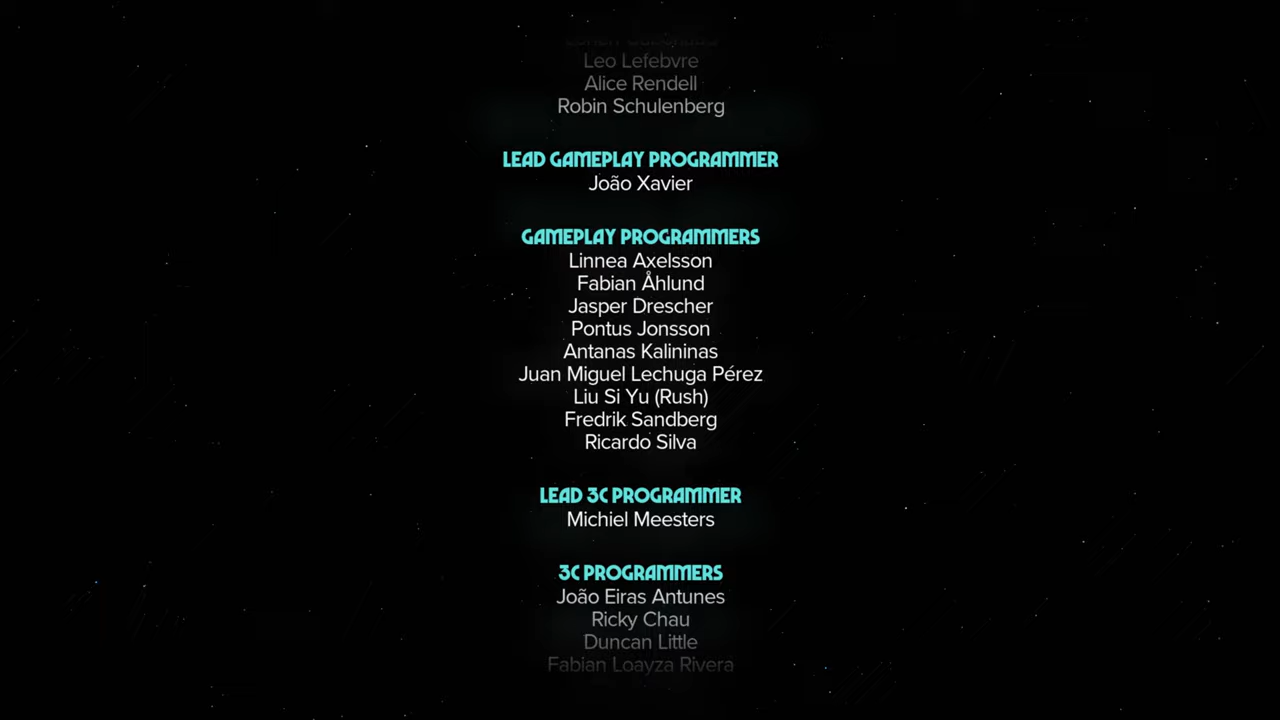 Leo Lefebvre
Alice Rendell
Robin Schulenberg
LEAD GAMEPLAY PROGRAMMER
João Xavier
GAMEPLAY PROGRAMMERS
Linnea Axelsson
Fabian Åhlund
Jasper Drescher
Pontus Jonsson
Antanas Kalininas
Juan Miguel Lechuga Pérez
Liu Si Yu (Rush)
Fredrik Sandberg
Ricardo Silva
LEAD 3C PROGRAMMER
Michiel Meesters
3C PROGRAMMERS
João Eiras Antunes
Ricky Chau
Duncan Little
Fabian Loayza Rivera